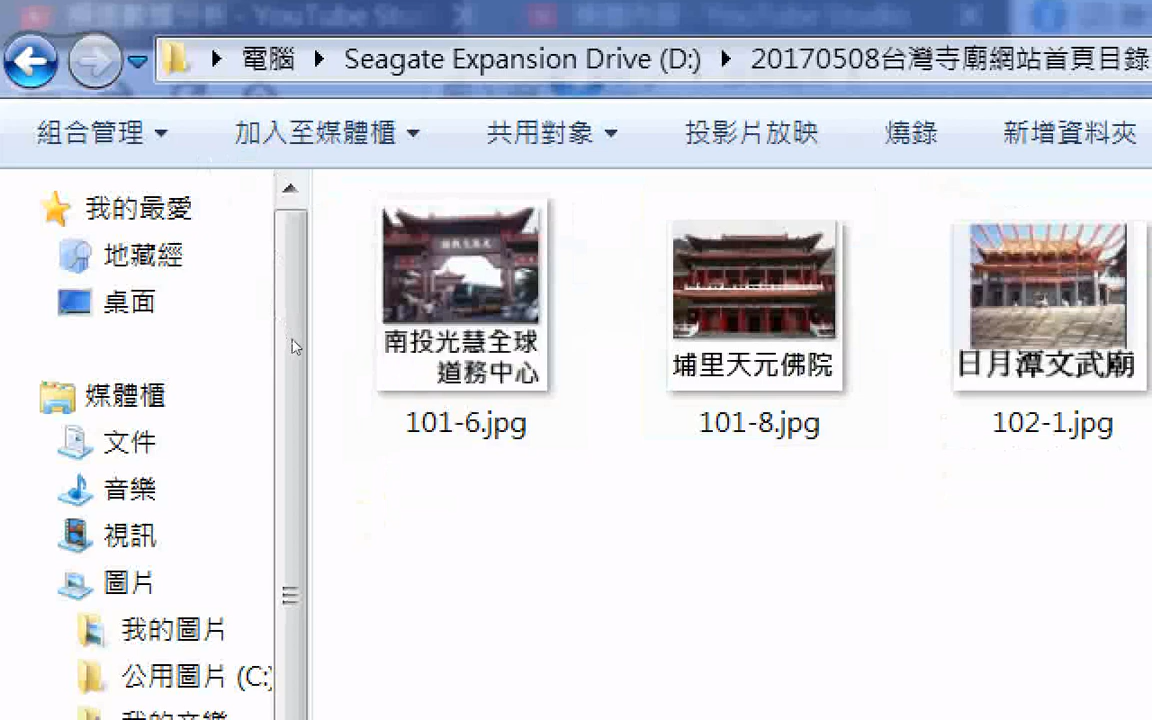 電腦 Seagate Expansion Drive (D:) 20170508台灣寺廟網站首頁目錄
組合管理 加入至媒體櫃 共用對象 投影片放映 燒錄 新增資料夾
我的最愛
地藏經
桌面
媒體櫃
文件
音樂
視訊
圖片
我的圖片
公用圖片 (C:)
我的音樂
南投光慧全球
道務中心
101-6.jpg
埔里天元佛院
101-8.jpg
日月潭文武廟
102-1.jpg